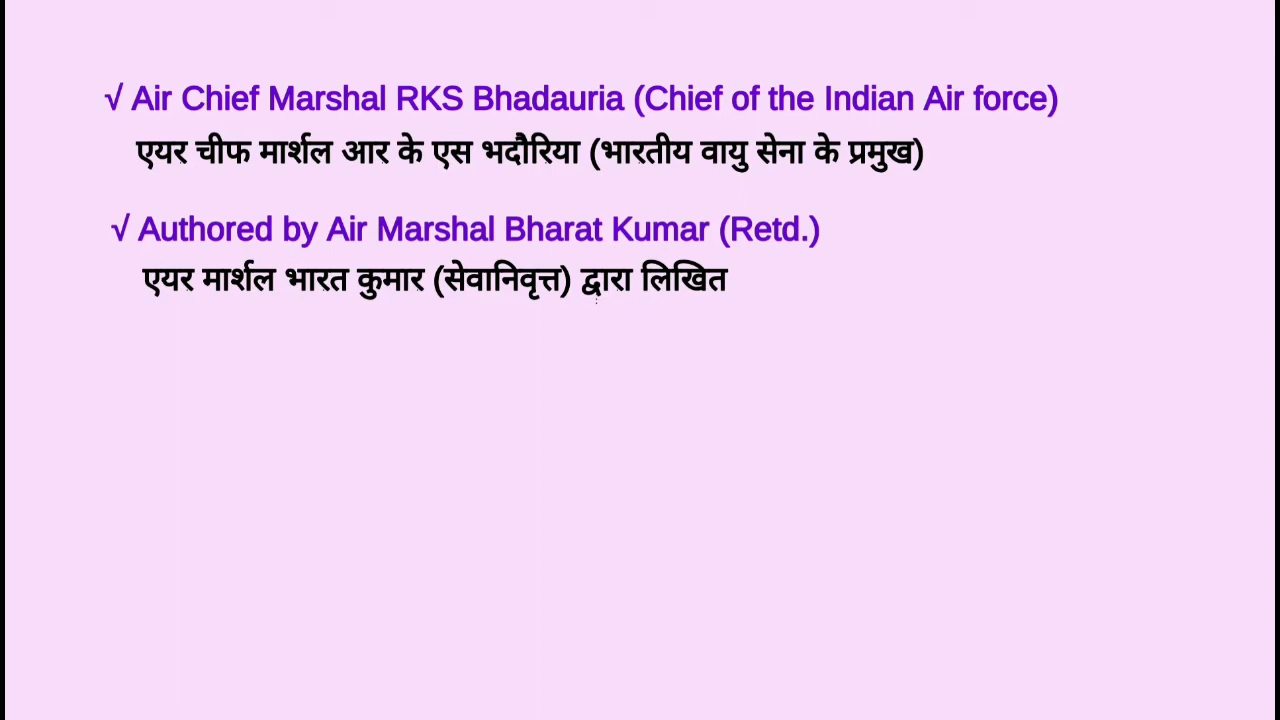 √ Air Chief Marshal RKS Bhadauria (Chief of the Indian Air force)
एयर चीफ मार्शल आर के एस भदौरिया (भारतीय वायु सेना के प्रमुख)
√ Authored by Air Marshal Bharat Kumar (Retd.)
एयर मार्शल भारत कुमार (सेवानिवृत्त) द्वारा लिखित